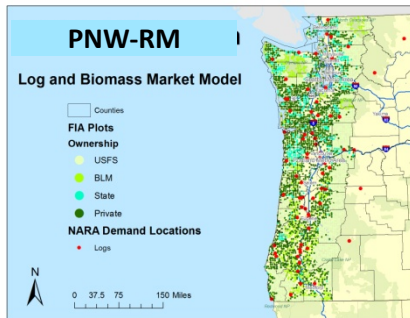 PNW-RM
Log and Biomass Market Model
Counties
FIA Plots
Ownership
USFS
BLM
State
Private
NARA Demand Locations
Logs
N
0 37.5 75 150 Miles